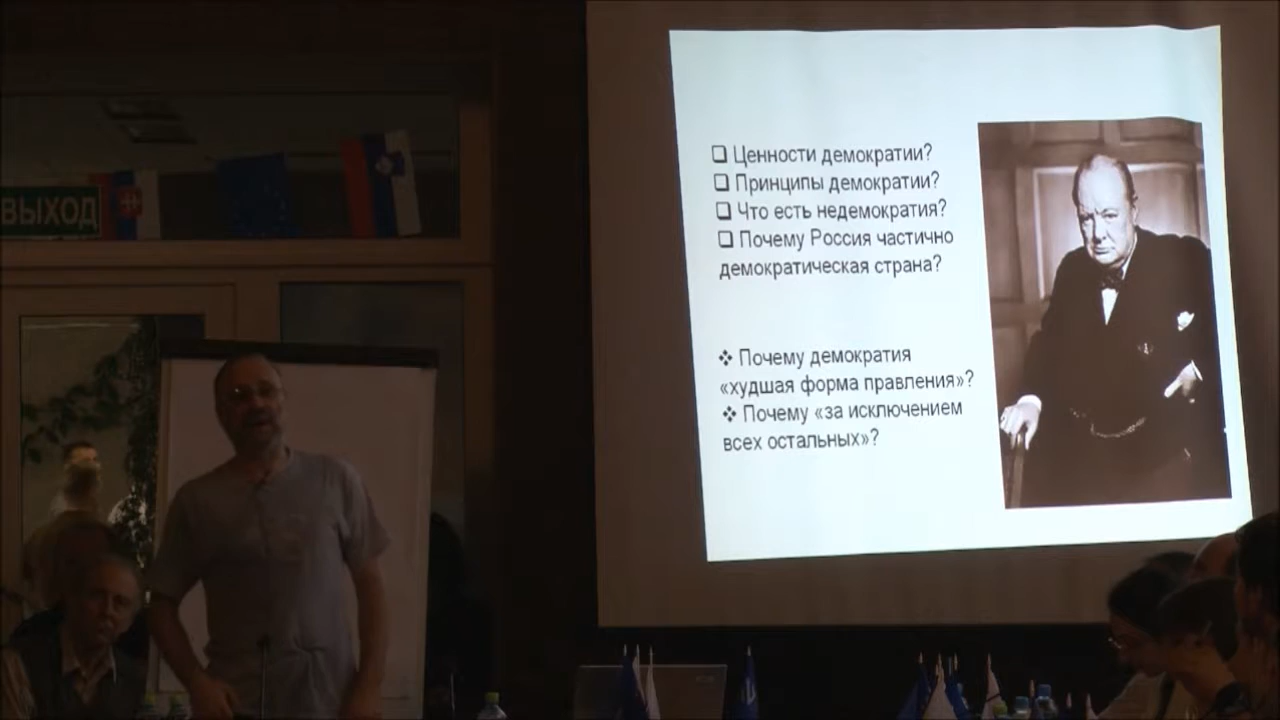 ВЫХОД
❑ Ценности демократии?
❑ Принципы демократии?
❑ Что есть недемократия?
❑ Почему Россия частично
демократическая страна?
❖ Почему демократия
«худшая форма правления»?
❖ Почему «за исключением
всех остальных»?